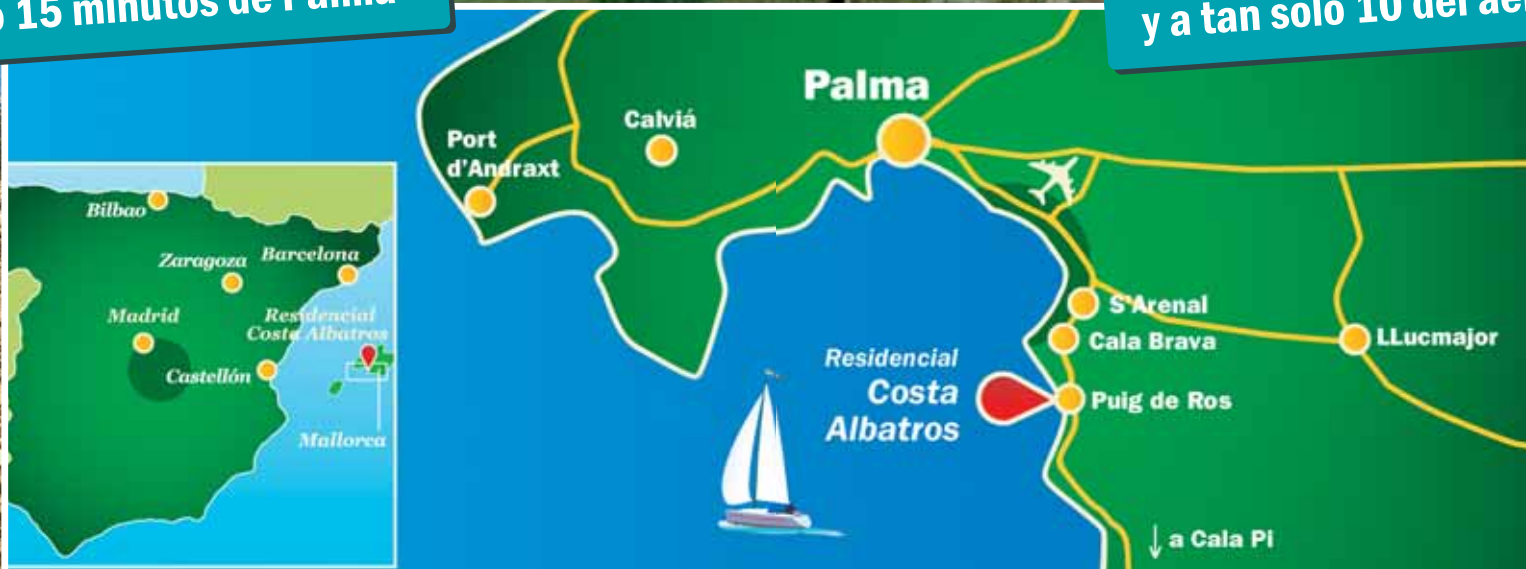 15 minutos de Palma
y a tan solo 10 del
Palma
Calviá
Port
d'Andraxt
Bilbao
Zaragoza
Barcelona
Madrid
Residencial
Costa Albatros
Castellón
Mallorca
S'Arenal
Cala Brava
LLucmajor
Residencial
Costa
Albatros
Puig de Ros
a Cala Pi